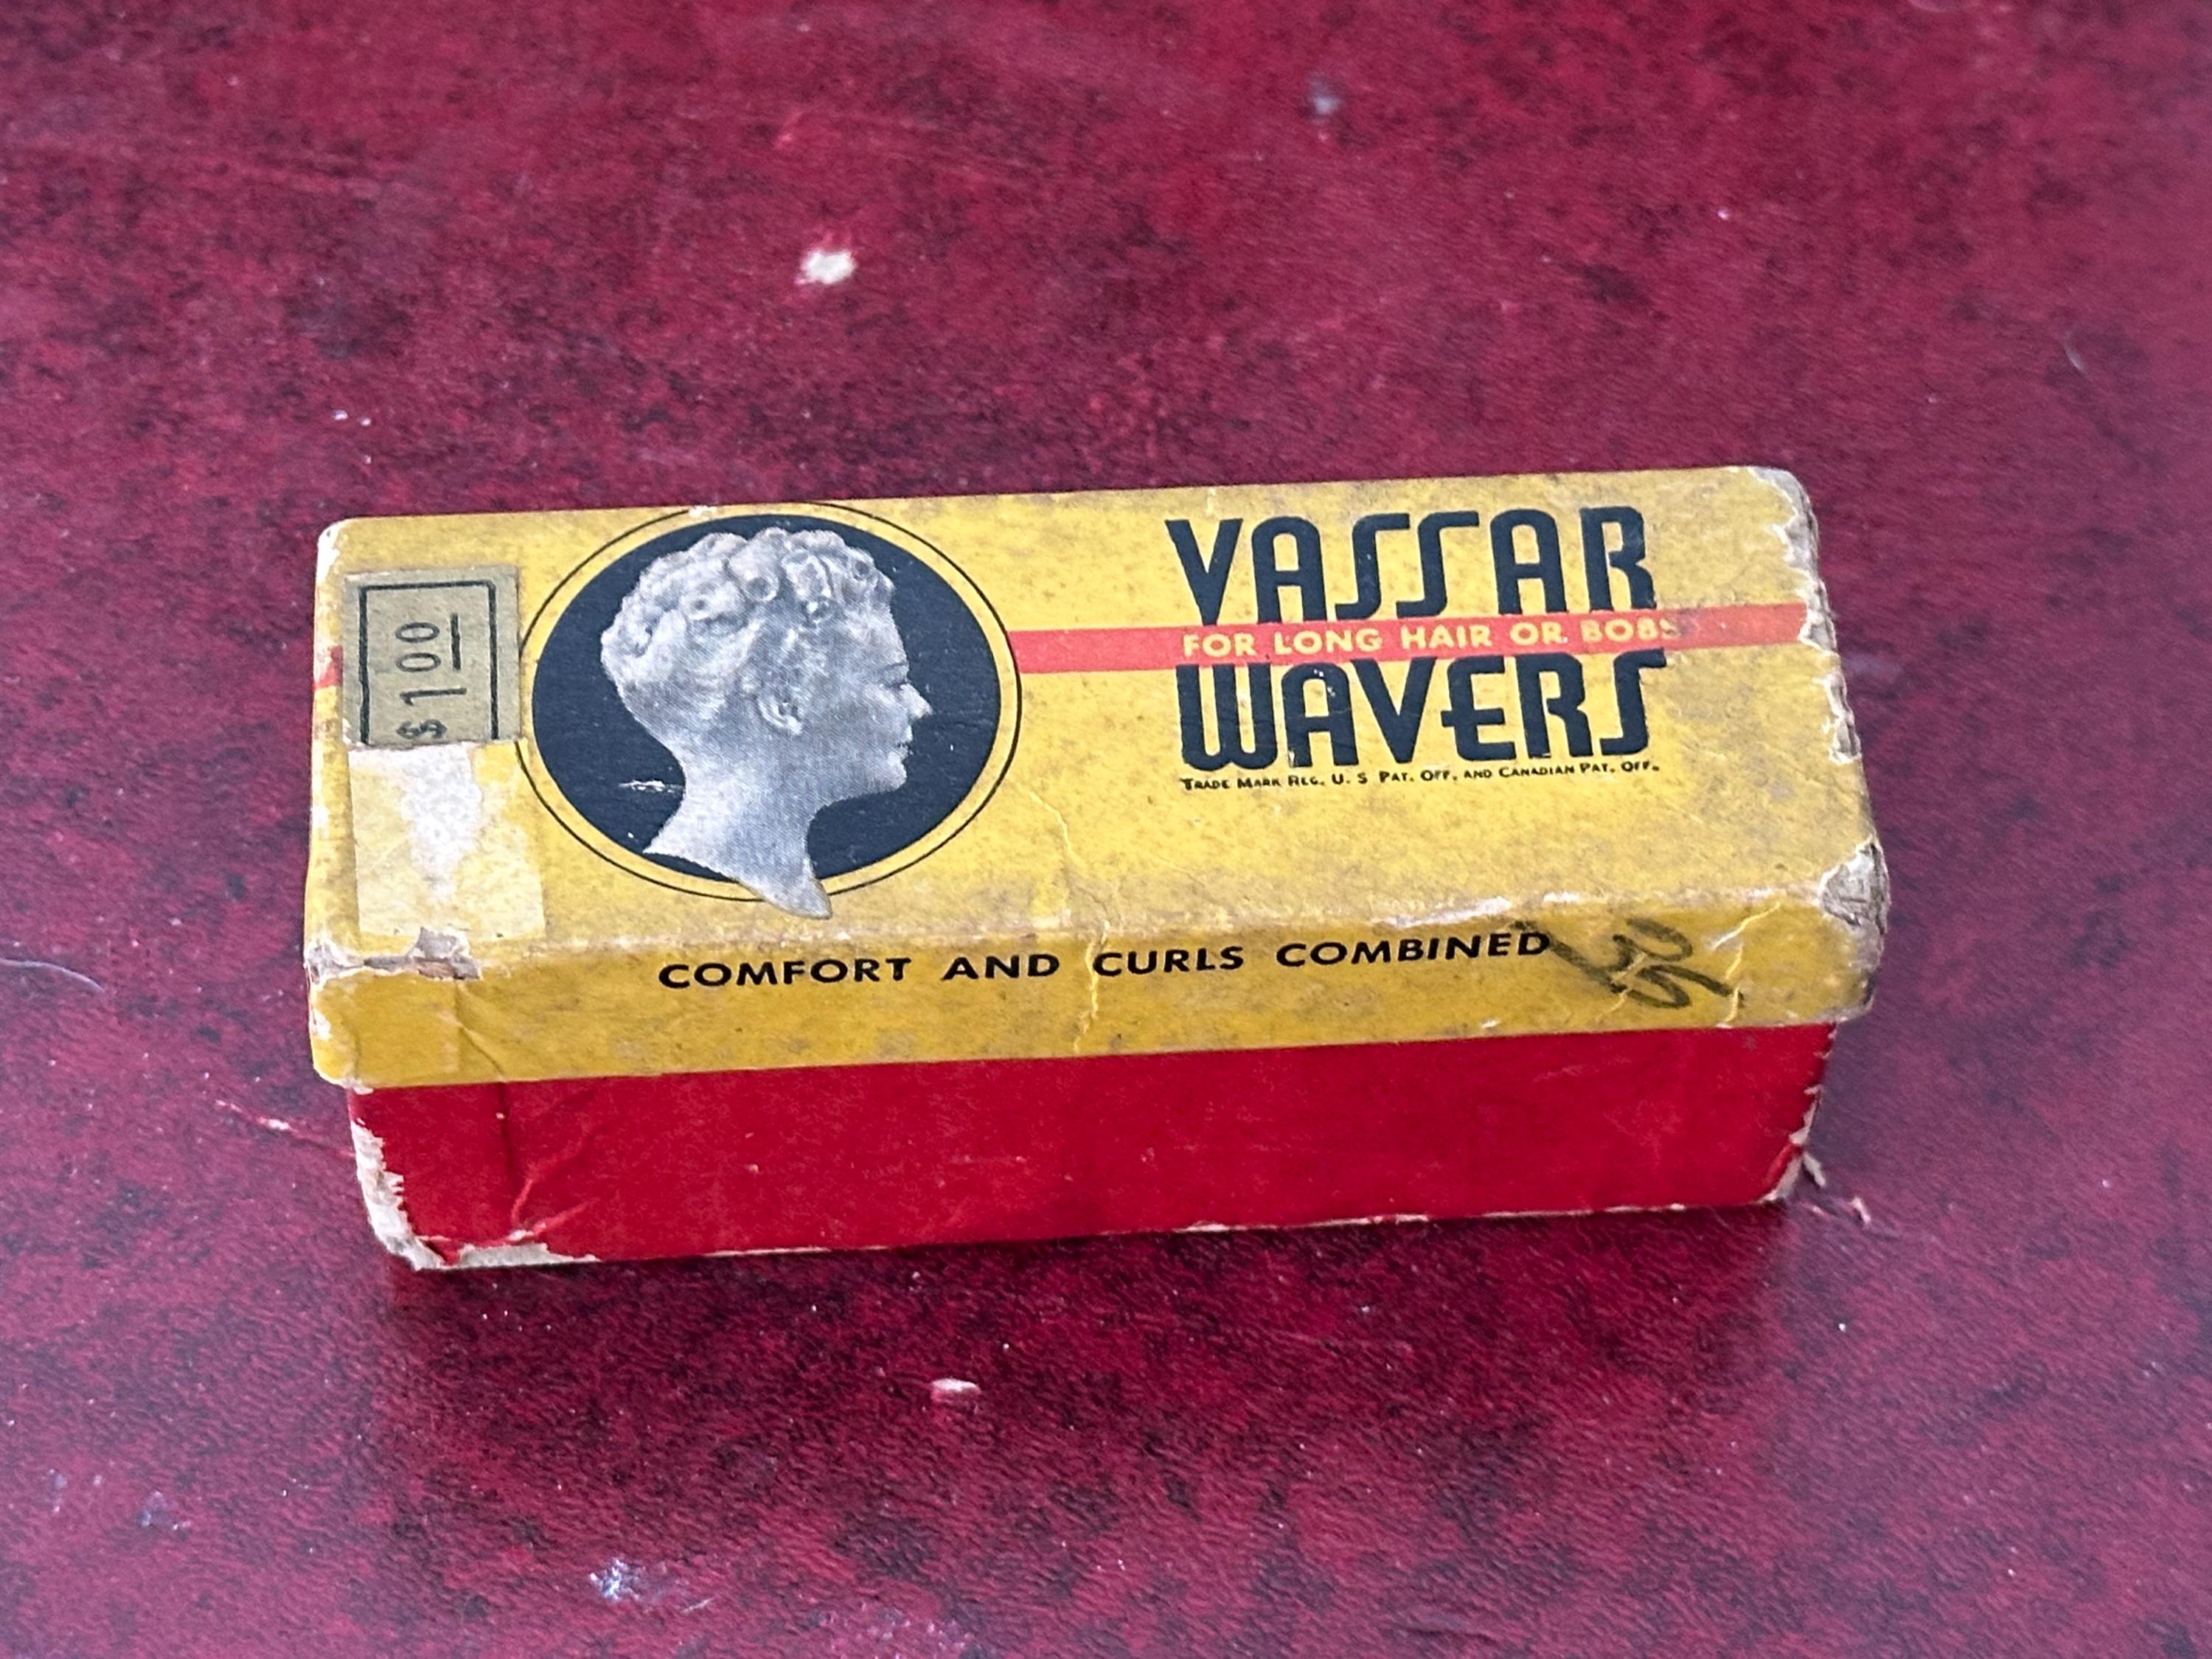 $1.00
VASSAR
FOR LONG HAIR OR BOBS
WAVERS
TRADE MARK REG. U. S PAT. OFF. AND CANADIAN PAT. OFF.
COMFORT AND CURLS COMBINED